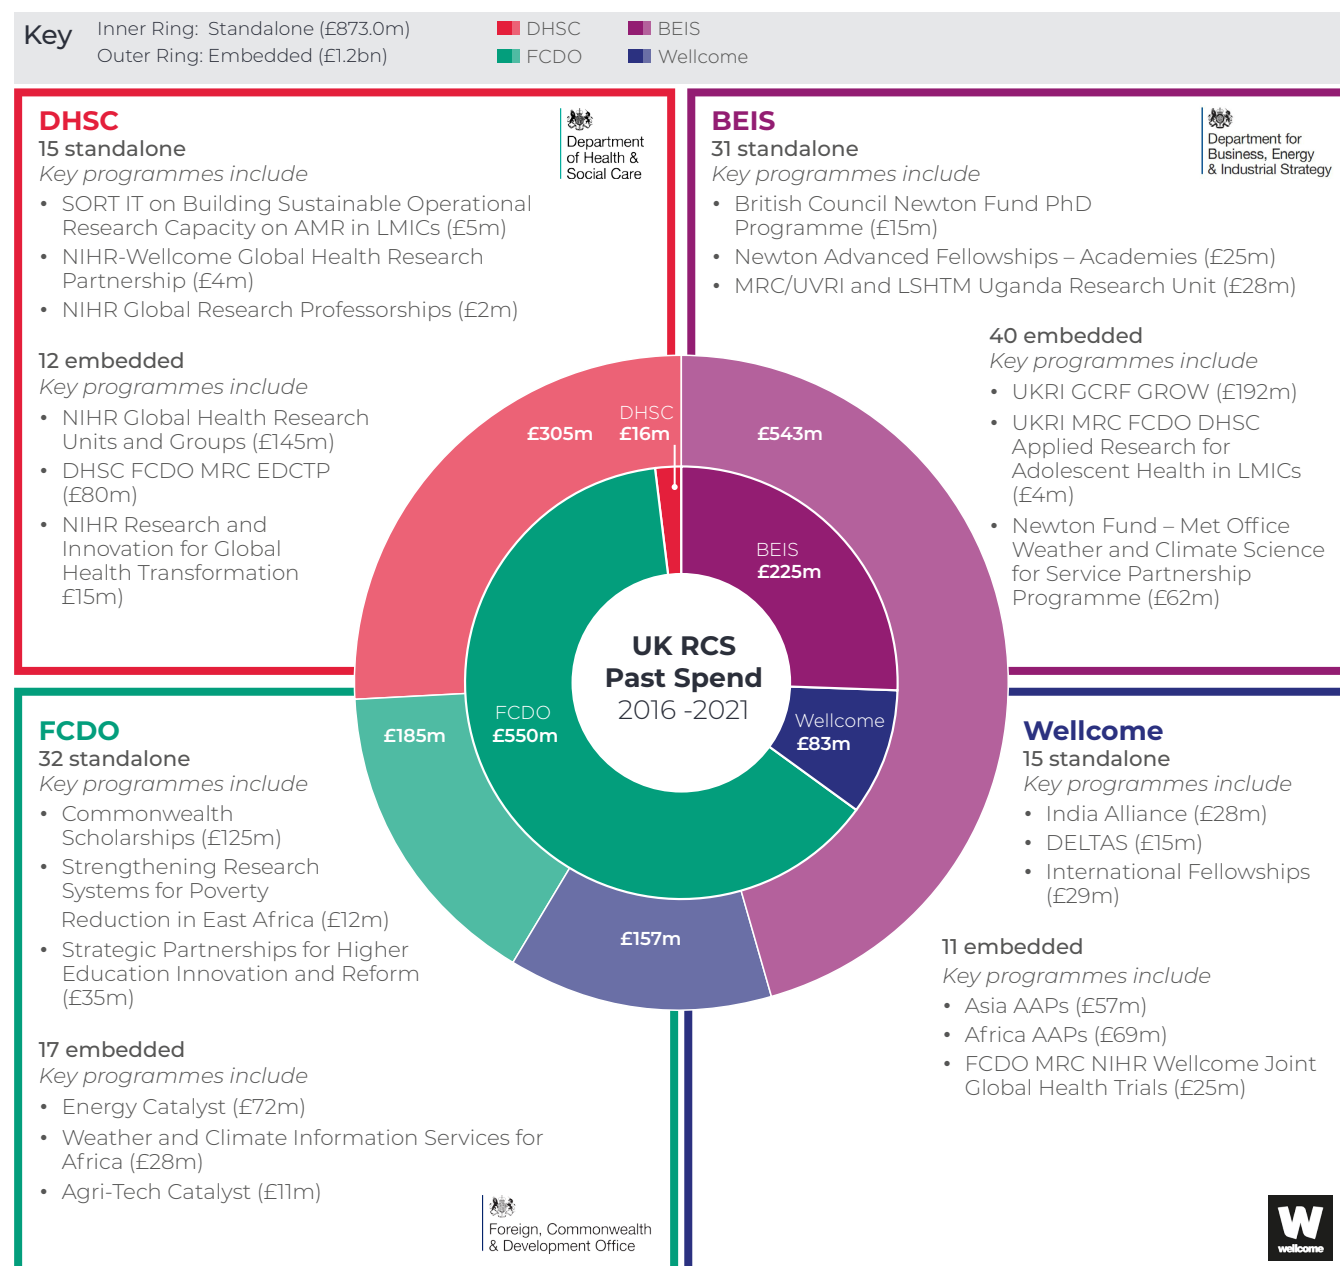 Key
Inner Ring: Standalone (£873.0m)
Outer Ring: Embedded (£1.2bn)
DHSC
FCDO
BEIS
Wellcome
DHSC
15 standalone
Key programmes include
• SORT IT on Building Sustainable Operational
Research Capacity on AMR in LMICs (£5m)
• NIHR-Wellcome Global Health Research
Partnership (£4m)
• NIHR Global Research Professorships (£2m)
12 embedded
Key programmes include
• NIHR Global Health Research
Units and Groups (£145m)
• DHSC FCDO MRC EDCTP
(£80m)
• NIHR Research and
Innovation for Global
Health Transformation
£15m)
Department
of Health &
Social Care
BEIS
31 standalone
Key programmes include
• British Council Newton Fund PhD
Programme (£15m)
• Newton Advanced Fellowships – Academies (£25m)
• MRC/UVRI and LSHTM Uganda Research Unit (£28m)
40 embedded
Key programmes include
• UKRI GCRF GROW (£192m)
• UKRI MRC FCDO DHSC
Applied Research for
Adolescent Health in LMICs
(£4m)
• Newton Fund – Met Office
Weather and Climate Science
for Service Partnership
Programme (£62m)
Department for
Business, Energy
& Industrial Strategy
£305m
DHSC
£16m
£543m
BEIS
£225m
UK RCS
Past Spend
2016 -2021
FCDO
£550m
Wellcome
£83m
£185m
£157m
FCDO
32 standalone
Key programmes include
• Commonwealth
Scholarships (£125m)
• Strengthening Research
Systems for Poverty
Reduction in East Africa (£12m)
• Strategic Partnerships for Higher
Education Innovation and Reform
(£35m)
17 embedded
Key programmes include
• Energy Catalyst (£72m)
• Weather and Climate Information Services for
Africa (£28m)
• Agri-Tech Catalyst (£11m)
Foreign, Commonwealth
& Development Office
Wellcome
15 standalone
Key programmes include
• India Alliance (£28m)
• DELTAS (£15m)
• International Fellowships
(£29m)
11 embedded
Key programmes include
• Asia AAPs (£57m)
• Africa AAPs (£69m)
• FCDO MRC NIHR Wellcome Joint
Global Health Trials (£25m)
W
wellcome